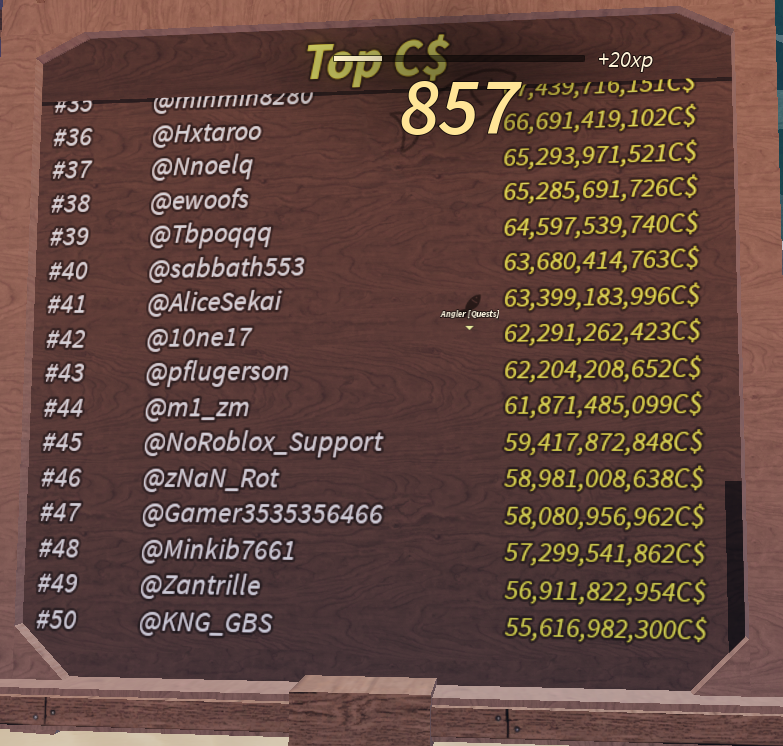 Top C$ +20xp
857
#35 @minmin8280
#36 @Hxtaroo 66,691,419,102C$
#37 @Nnoelq 65,293,971,521C$
#38 @ewoofs 65,285,691,726C$
#39 @Tbpoqqq 64,597,539,740C$
#40 @sabbath553 63,680,414,763C$
#41 @AliceSekai 63,399,183,996C$
Angler [Quests]
#42 @10ne17 62,291,262,423C$
#43 @pflugerson 62,204,208,652C$
#44 @m1_zm 61,871,485,099C$
#45 @NoRoblox_Support 59,417,872,848C$
#46 @zNaN_Rot 58,981,008,638C$
#47 @Gamer3535356466 58,080,956,962C$
#48 @Minkib7661 57,299,541,862C$
#49 @Zantrille 56,911,822,954C$
#50 @KNG_GBS 55,616,982,300C$